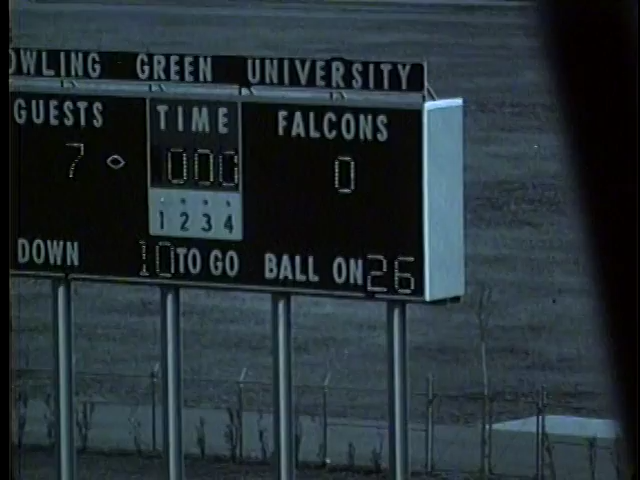 OWLING GREEN UNIVERSITY
GUESTS TIME FALCONS
7 000 0
1 2 3 4
DOWN 10 TO GO BALL ON 26